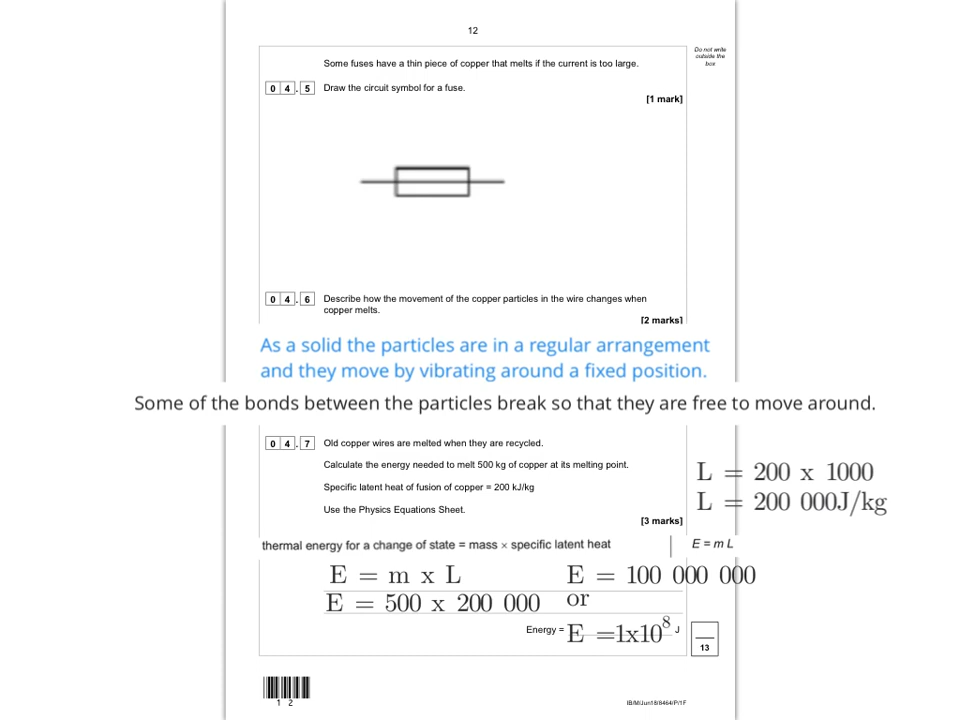 12
Do not write
outside the
box
Some fuses have a thin piece of copper that melts if the current is too large.
0 4 . 5 Draw the circuit symbol for a fuse.
[1 mark]
0 4 . 6 Describe how the movement of the copper particles in the wire changes when
copper melts.
[2 marks]
As a solid the particles are in a regular arrangement
and they move by vibrating around a fixed position.
Some of the bonds between the particles break so that they are free to move around.
0 4 . 7 Old copper wires are melted when they are recycled.
Calculate the energy needed to melt 500 kg of copper at its melting point.
Specific latent heat of fusion of copper = 200 kJ/kg
Use the Physics Equations Sheet.
[3 marks]
L = 200 x 1000
L = 200 000J/kg
thermal energy for a change of state = mass × specific latent heat
E = m L
E = m x L
E = 500 x 200 000
E = 100 000 000
or
Energy = E =1x10⁸ J
13
1 2
IB/M/Jun18/8464/P/1F